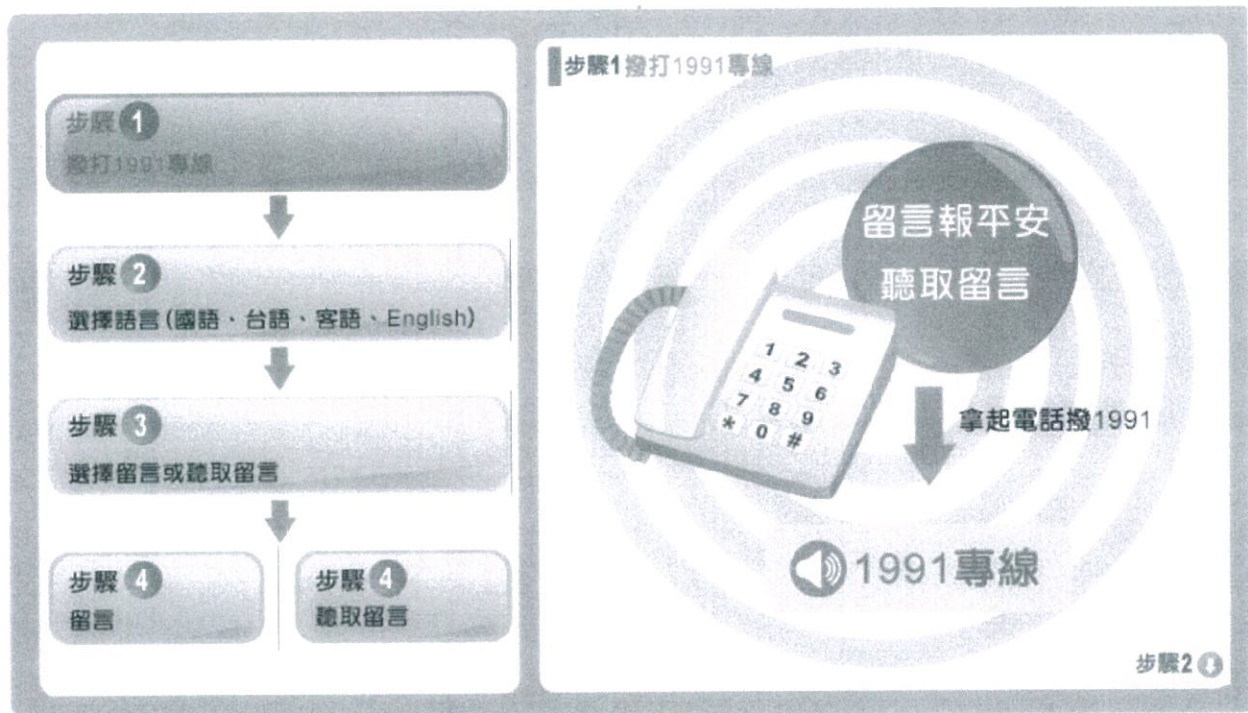 步驟 1
撥打1991專線
步驟 2
選擇語言(國語、台語、客語、English)
步驟 3
選擇留言或聽取留言
步驟 4
留言
步驟 4
聽取留言
步驟1撥打1991專線
留言報平安
聽取留言
1 2 3
4 5 6
7 8 9
* 0 #
拿起電話撥1991
1991專線
步驟2